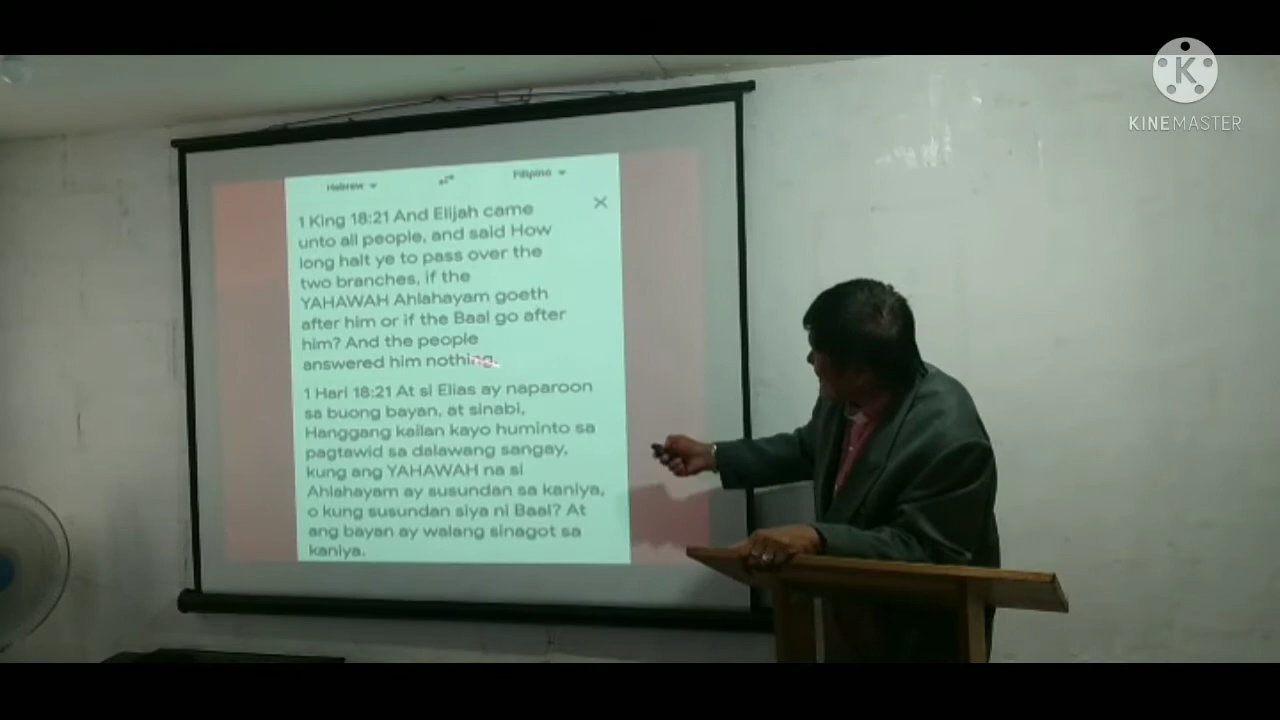 KINEMASTER
Hebrew
Filipino
1 King 18:21 And Elijah came
unto all people, and said How
long halt ye to pass over the
two branches, if the
YAHAWAH Ahlahayam goeth
after him or if the Baal go after
him? And the people
answered him nothing.
1 Hari 18:21 At si Elias ay naparoon
sa buong bayan, at sinabi,
Hanggang kailan kayo huminto sa
pagtawid sa dalawang sangay,
kung ang YAHAWAH na si
Ahlahayam ay susundan sa kaniya,
o kung susundan siya ni Baal? At
ang bayan ay walang sinagot sa
kaniya.